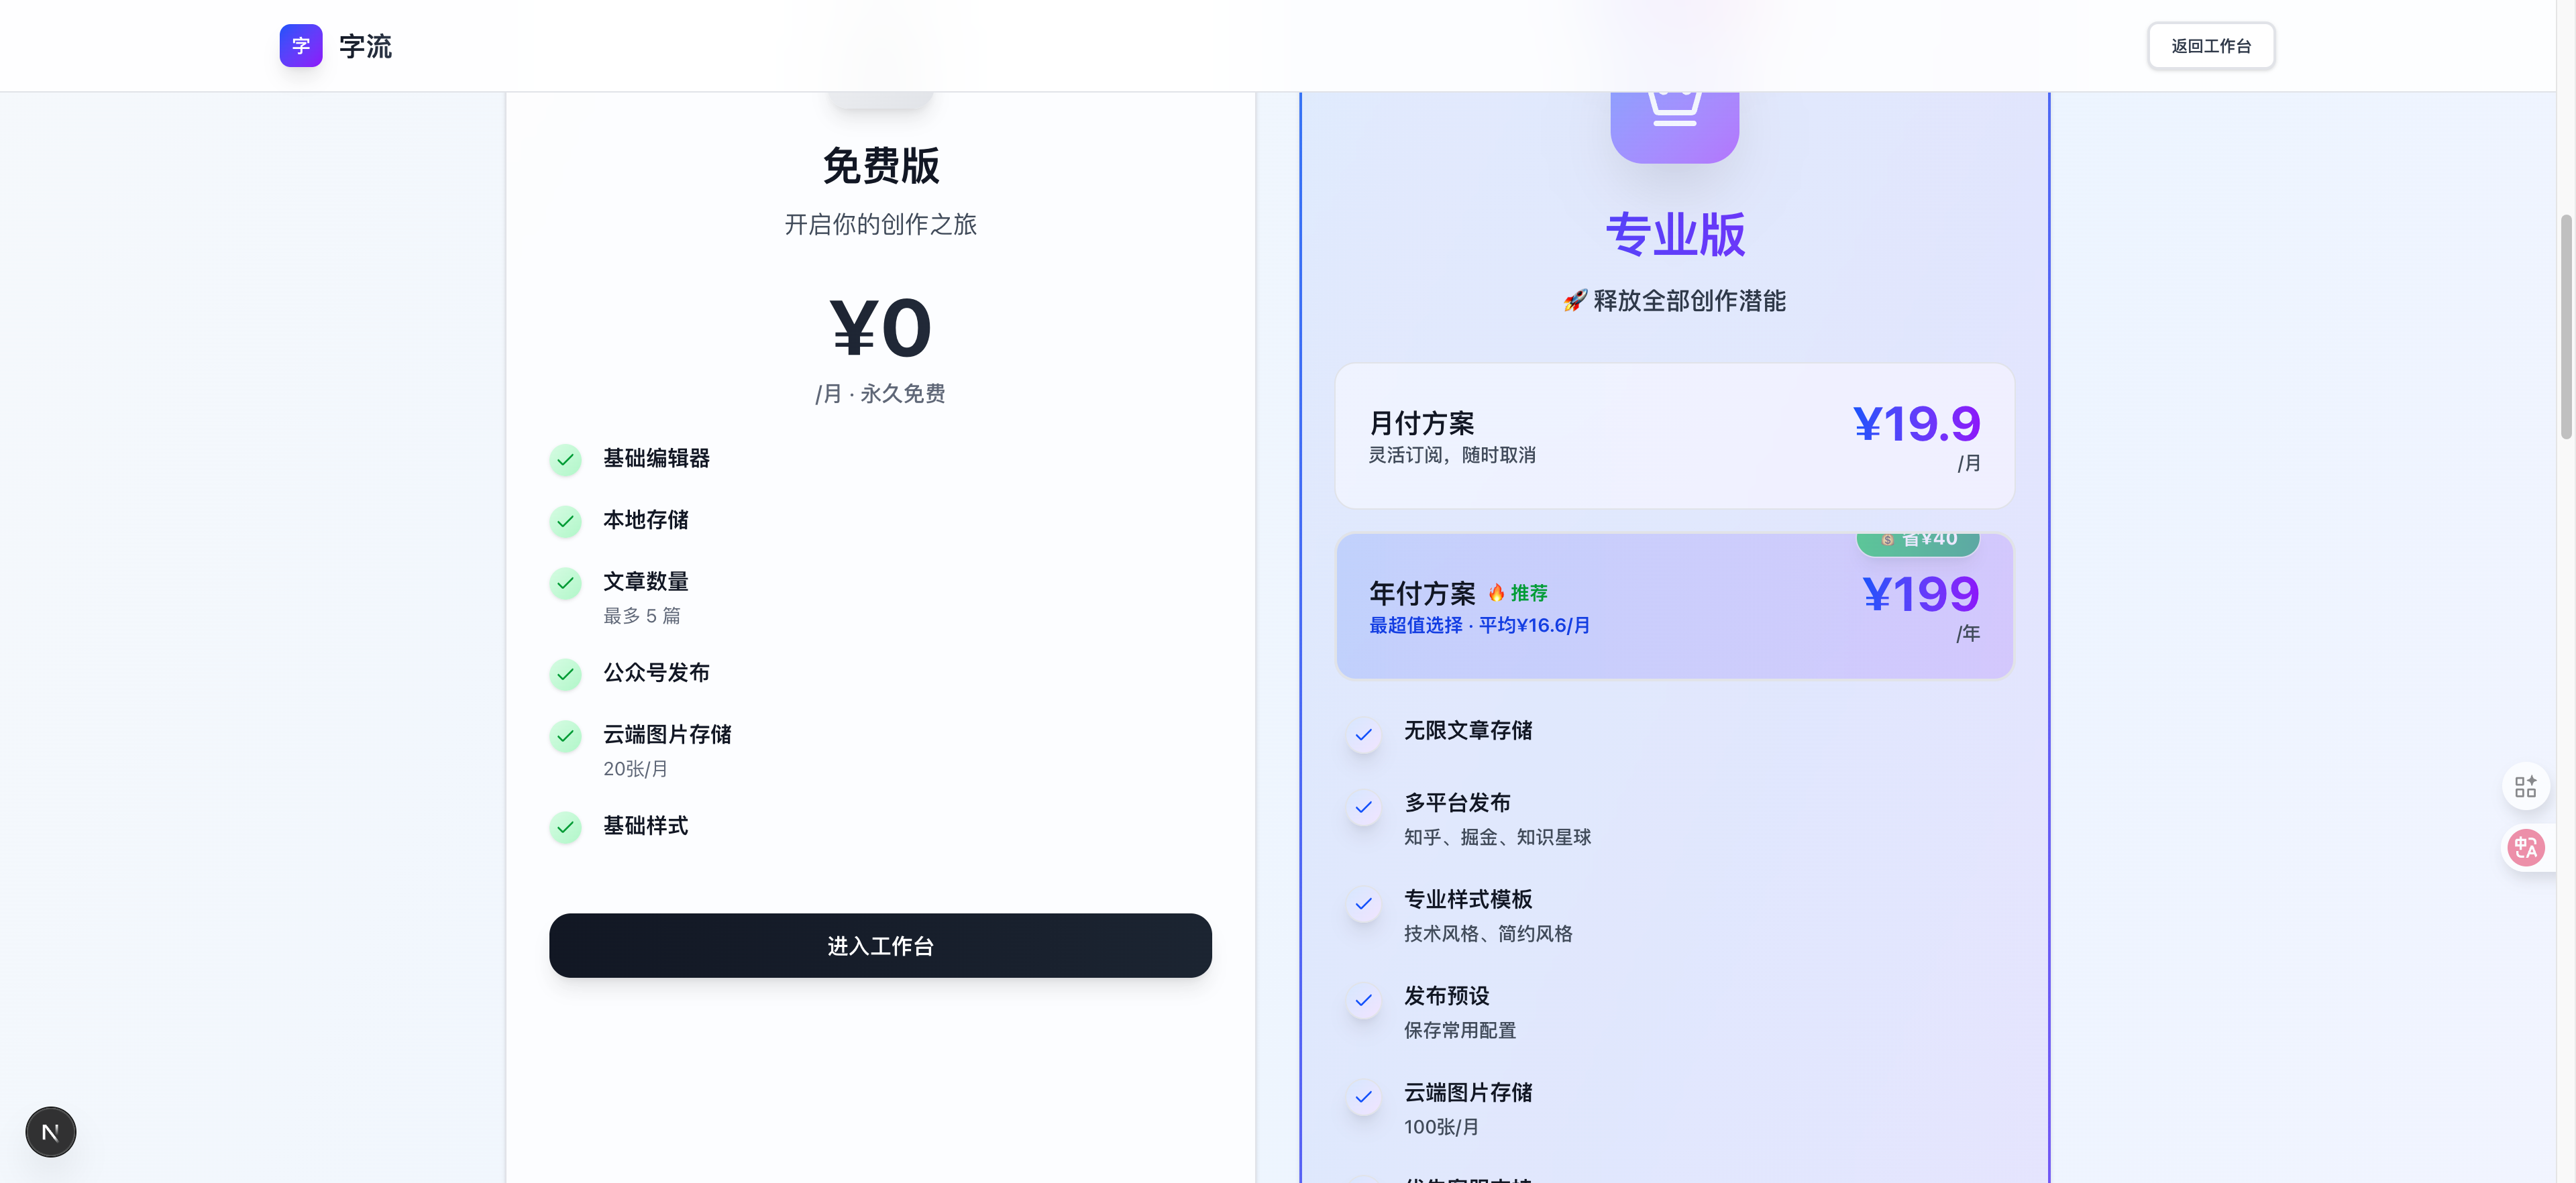 字 字流
返回工作台
免费版
开启你的创作之旅
¥0
/月 · 永久免费
基础编辑器
本地存储
文章数量
最多 5 篇
公众号发布
云端图片存储
20张/月
基础样式
进入工作台
专业版
🚀 释放全部创作潜能
月付方案
灵活订阅，随时取消
¥19.9
/月
省¥40
年付方案 🔥 推荐
最超值选择 · 平均¥16.6/月
¥199
/年
无限文章存储
多平台发布
知乎、掘金、知识星球
专业样式模板
技术风格、简约风格
发布预设
保存常用配置
云端图片存储
100张/月
中A
N